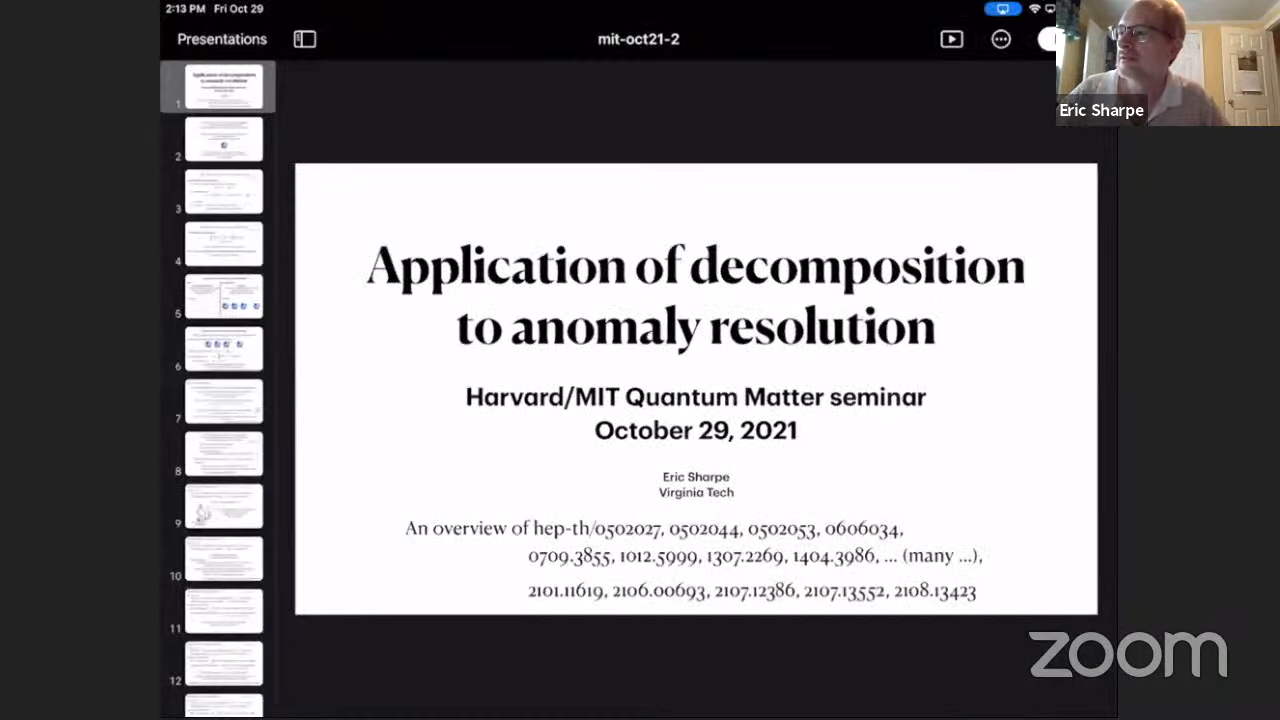 2:13 PM Fri Oct 29
Presentations
mit-oct21-2
Eric Sharpe
1
2
3
4
5
6
7
8
9
10
11
12
Application of decomposition
to anomaly resolution
Harvard/MIT Quantum Matter seminar
October 29, 2021
Eric Sharpe
Virginia Tech
An overview of hep-th/0502027, 0502044, 0502053, 0606034,
0709.3855, 1012.5999, 1307.2269, 1404.3986, ... (many ...),
2101.11619, 210600693, 2107.12386, 2107.13552, 2108.13423
zoom